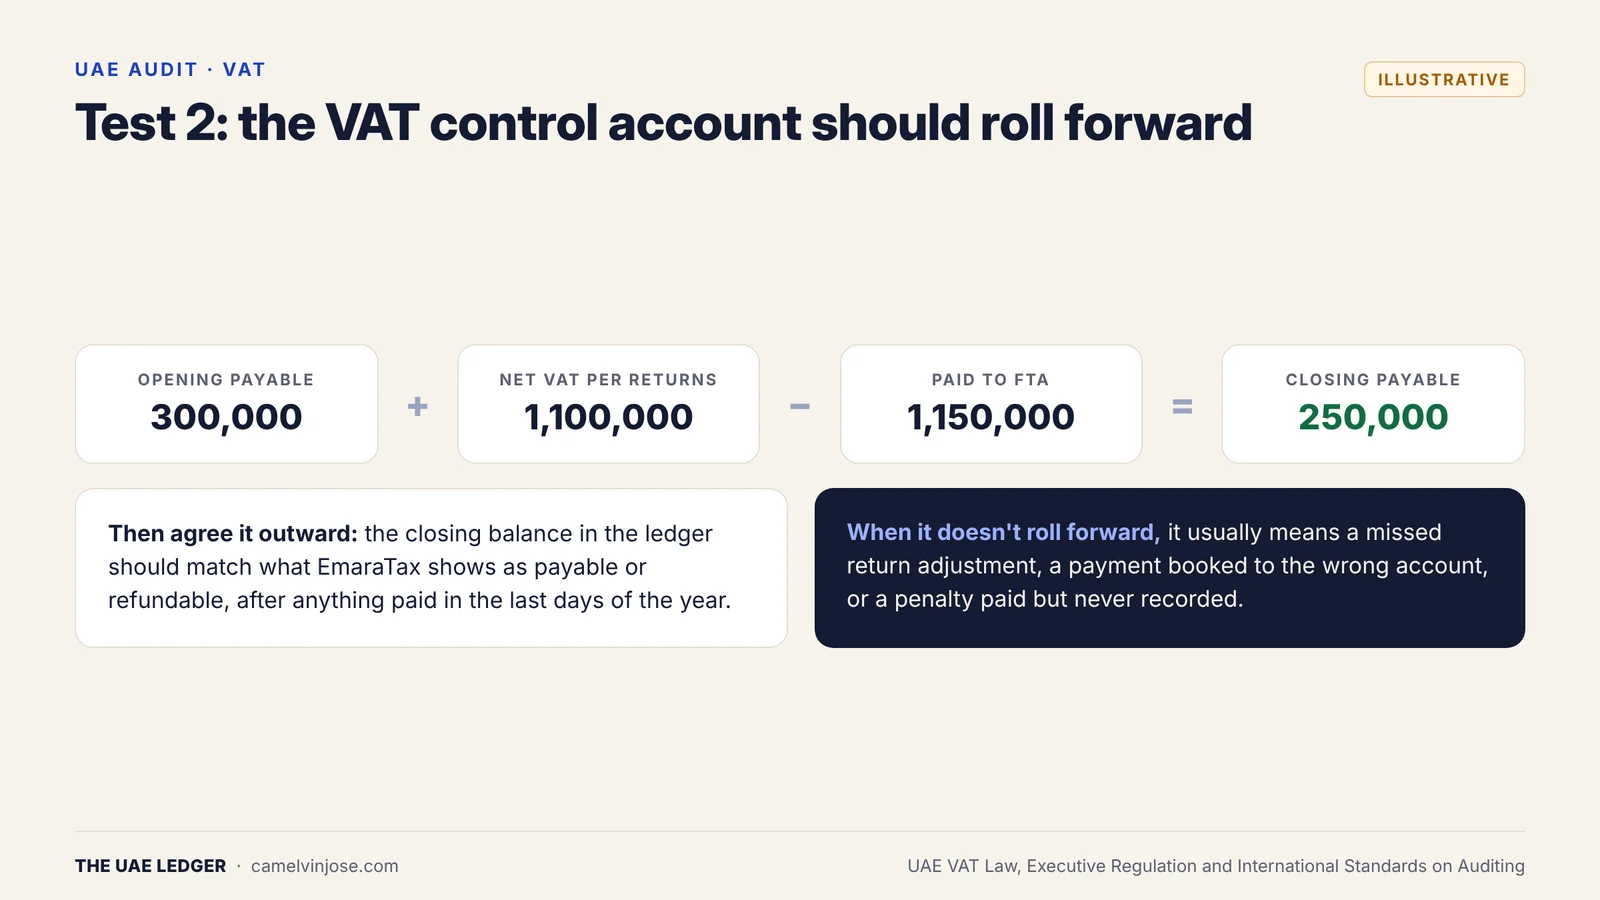 UAE AUDIT · VAT
ILLUSTRATIVE
Test 2: the VAT control account should roll forward
OPENING PAYABLE
300,000
+
NET VAT PER RETURNS
1,100,000
−
PAID TO FTA
1,150,000
=
CLOSING PAYABLE
250,000
Then agree it outward: the closing balance in the ledger
should match what EmaraTax shows as payable or
refundable, after anything paid in the last days of the year.
When it doesn't roll forward, it usually means a missed
return adjustment, a payment booked to the wrong account,
or a penalty paid but never recorded.
THE UAE LEDGER · camelvinjose.com
UAE VAT Law, Executive Regulation and International Standards on Auditing